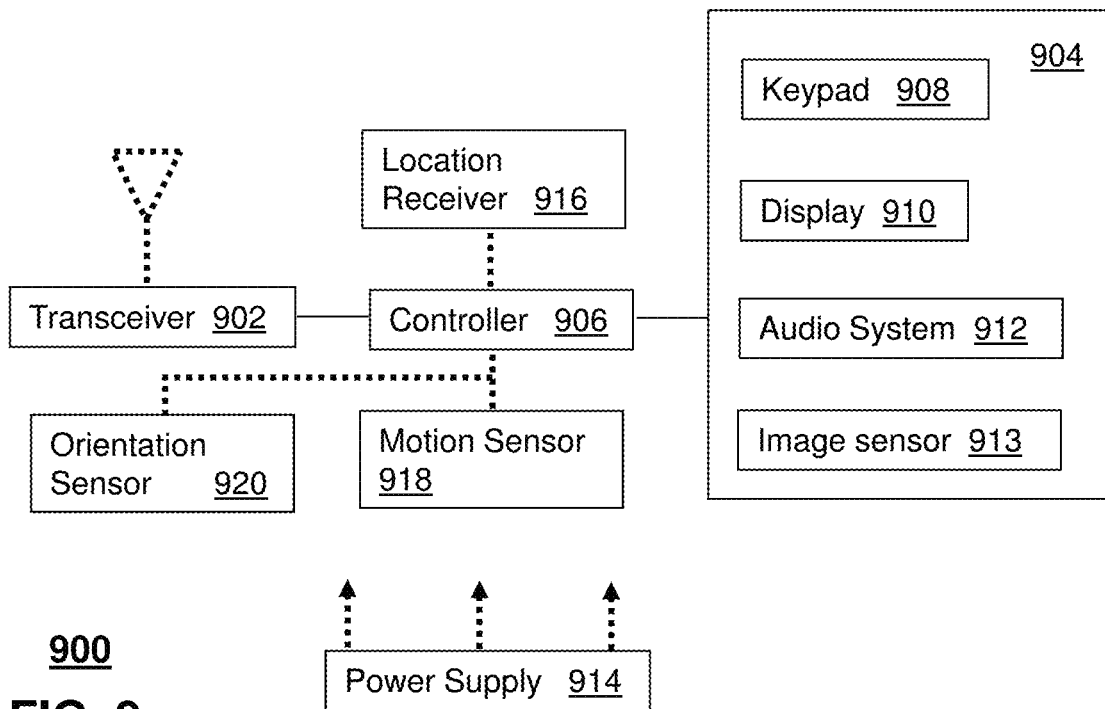 904
Keypad 908
Location
Receiver 916
Display 910
Transceiver 902
Controller 906
Audio System 912
Orientation
Sensor 920
Motion Sensor
918
Image sensor 913
900
Power Supply 914